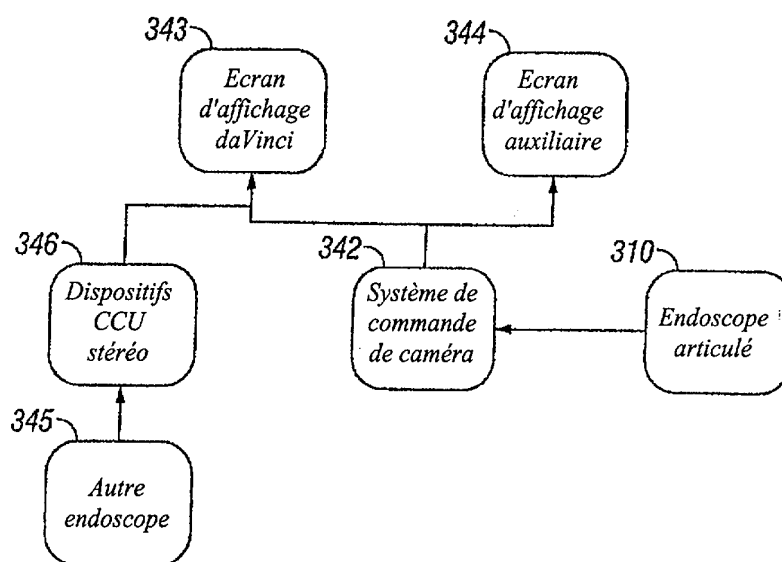 343
Ecran
d'affichage
daVinci
344
Ecran
d'affichage
auxiliaire
346
Dispositifs
CCU
stéréo
342
Système de
commande
de caméra
310
Endoscope
articulé
345
Autre
endoscope